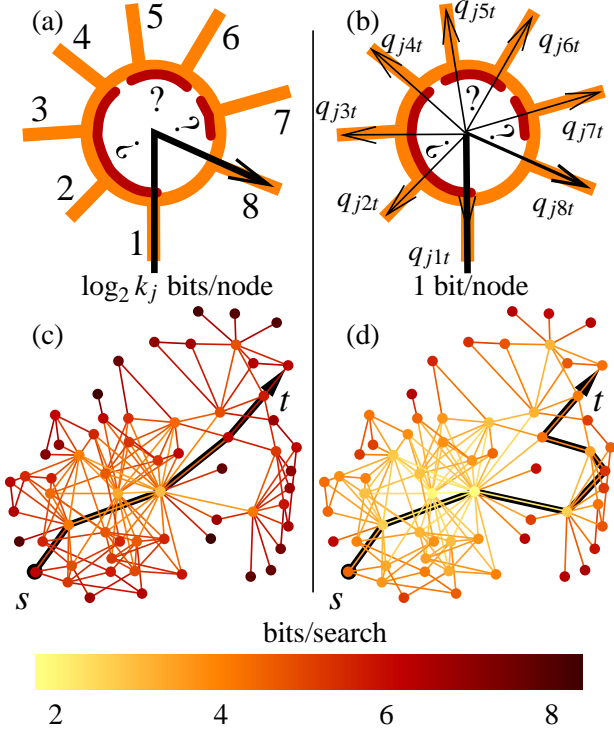 (a)
4
5
6
3
?
?
?
7
2
8
1
log₂ k_j bits/node
(b)
q_{j5t}
q_{j4t}
q_{j6t}
q_{j3t}
?
?
?
q_{j7t}
q_{j2t}
q_{j8t}
q_{j1t}
1 bit/node
(c)
t
s
(d)
t
s
bits/search
2 4 6 8